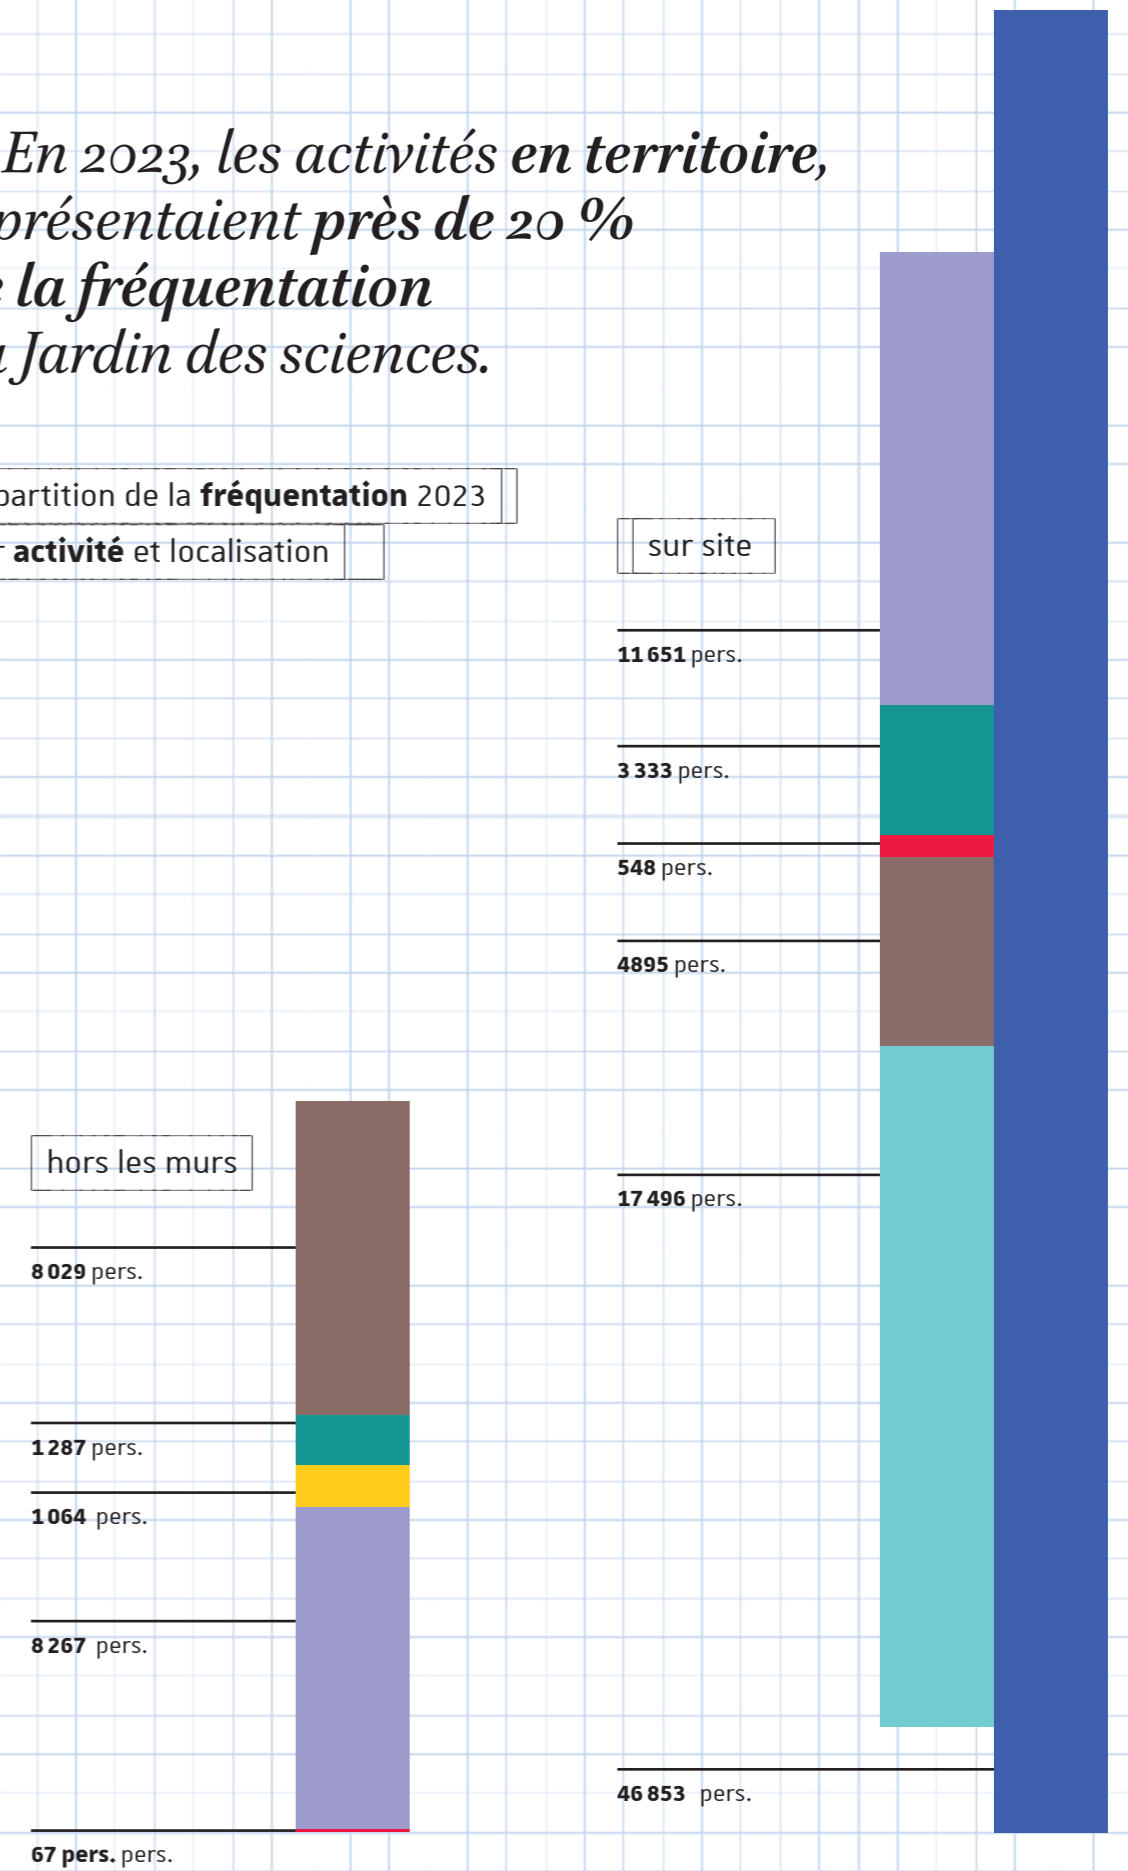 En 2023, les activités en territoire,
présentaient près de 20 %
la fréquentation
Jardin des sciences.
partition de la fréquentation 2023
activité et localisation
sur site
11 651 pers.
3 333 pers.
548 pers.
4895 pers.
17 496 pers.
46 853 pers.
hors les murs
8 029 pers.
1 287 pers.
1 064 pers.
8 267 pers.
67 pers. pers.